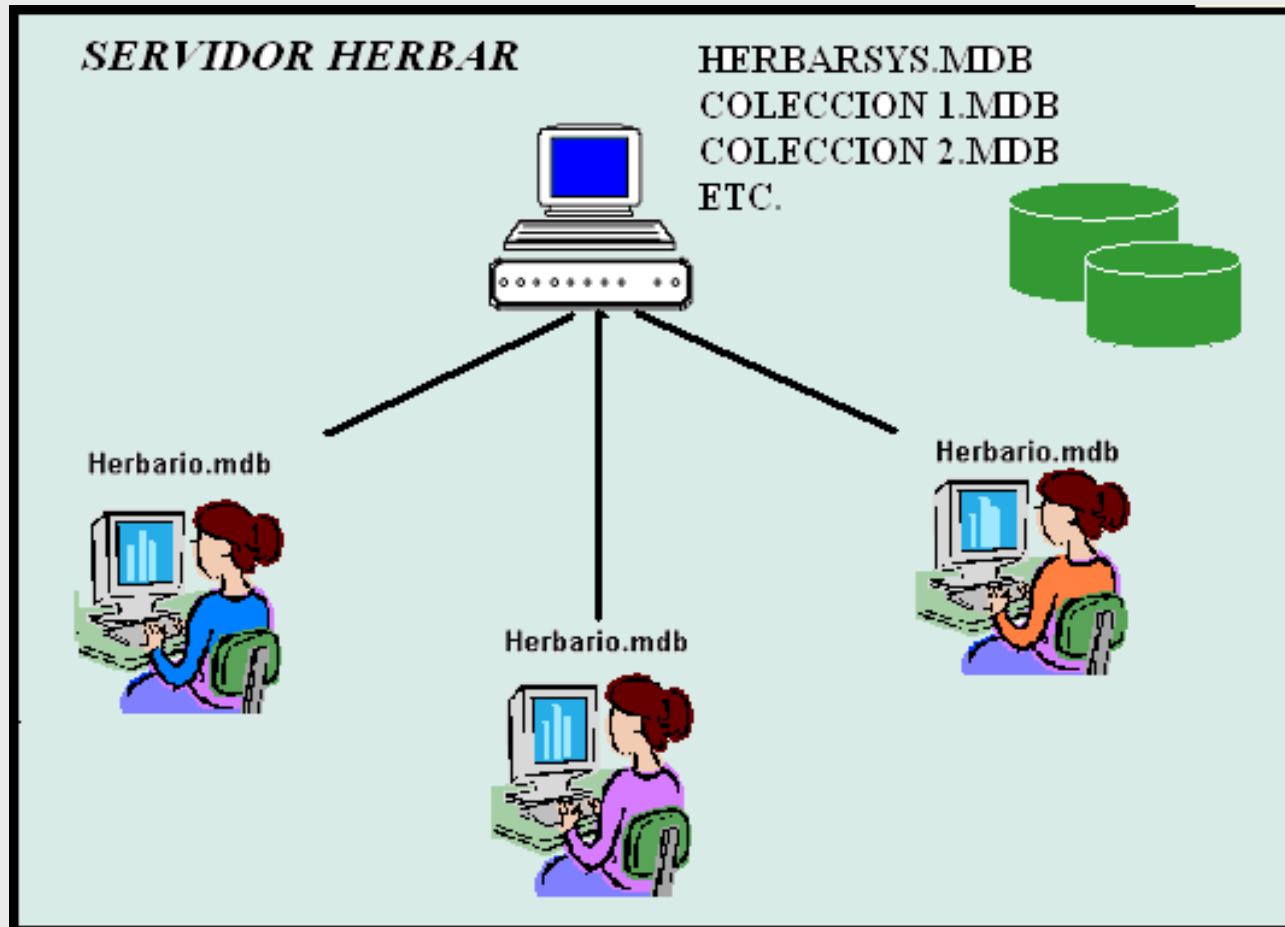 SERVIDOR HERBAR
HERBARSYS.MDB
COLECCION 1.MDB
COLECCION 2.MDB
ETC.
Herbario.mdb
Herbario.mdb
Herbario.mdb